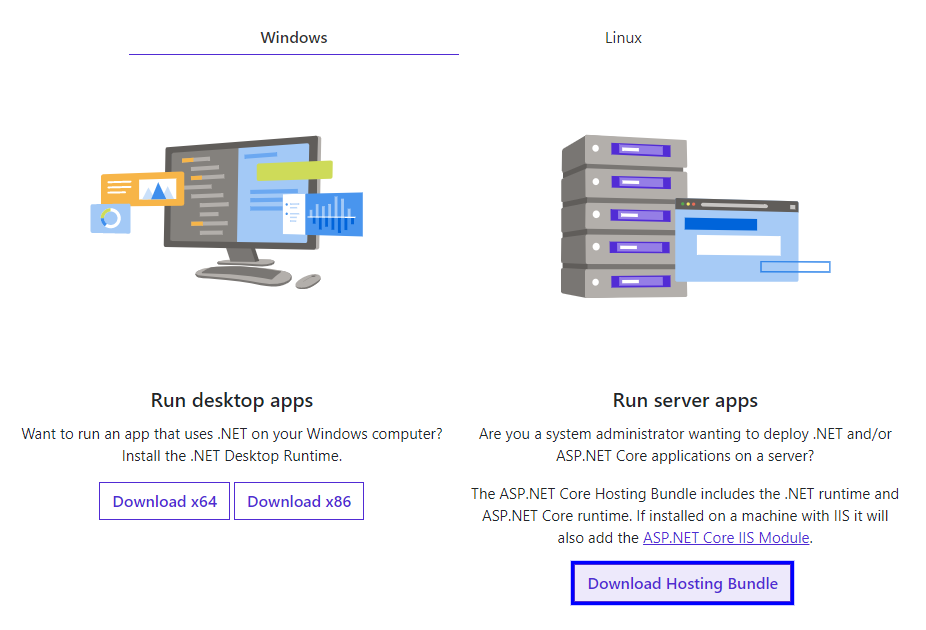 Windows
Linux
Run desktop apps
Want to run an app that uses .NET on your Windows computer?
Install the .NET Desktop Runtime.
Download x64
Download x86
Run server apps
Are you a system administrator wanting to deploy .NET and/or
ASP.NET Core applications on a server?
The ASP.NET Core Hosting Bundle includes the .NET runtime and
ASP.NET Core runtime. If installed on a machine with IIS it will
also add the ASP.NET Core IIS Module.
Download Hosting Bundle